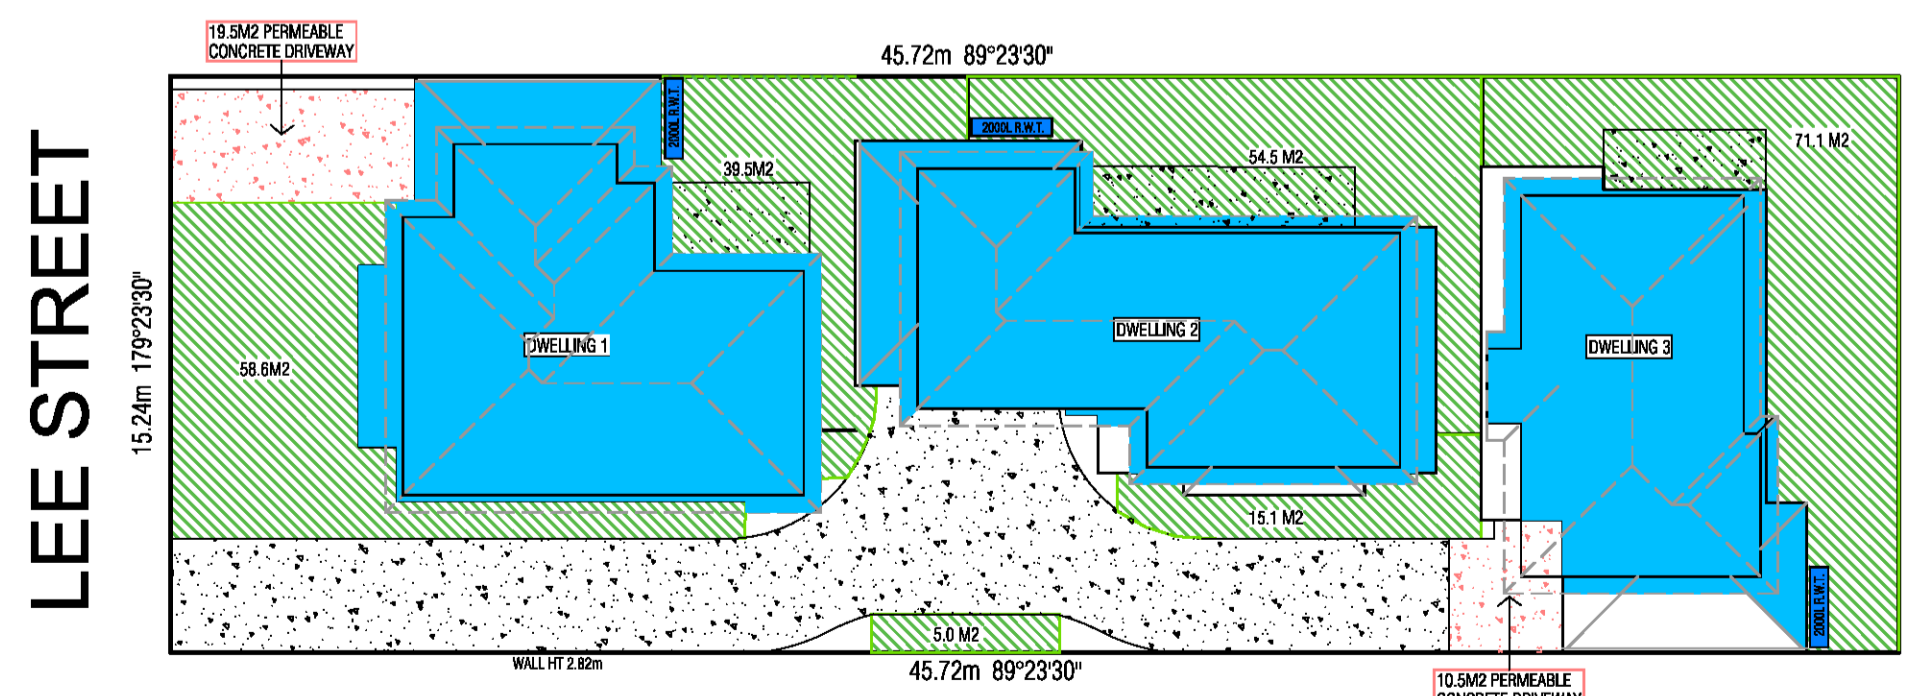 19.5M2 PERMEABLE
CONCRETE DRIVEWAY
45.72m 89°23'30"
LEE STREET
15.24m 179°23'30"
2000L R.W.T.
2000L R.W.T.
39.5M2
54.5 M2
71.1 M2
DWELLING 1
DWELLING 2
DWELLING 3
58.6M2
15.1 M2
5.0 M2
2000L R.W.T.
WALL HT 2.82m
45.72m 89°23'30"
10.5M2 PERMEABLE
CONCRETE DRIVEWAY